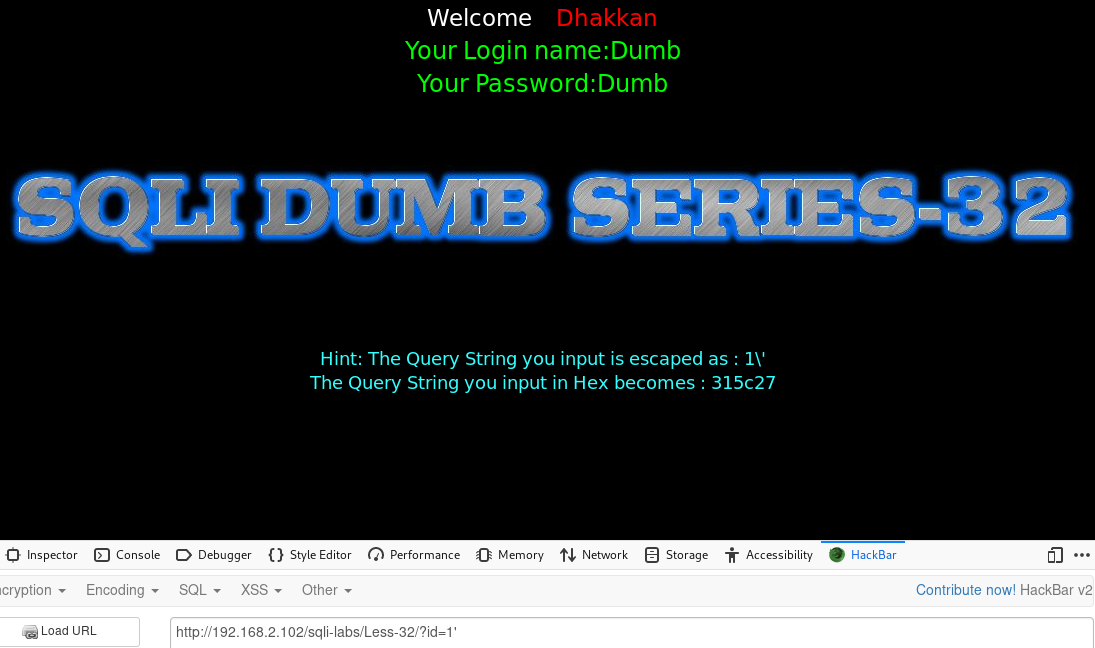 Welcome Dhakkan
Your Login name:Dumb
Your Password:Dumb
SQLI DUMB SERIES-32
Hint: The Query String you input is escaped as : 1\'
The Query String you input in Hex becomes : 315c27
Inspector Console Debugger Style Editor Performance Memory Network Storage Accessibility HackBar
ncryption Encoding SQL XSS Other Contribute now! HackBar v2
Load URL http://192.168.2.102/sqli-labs/Less-32/?id=1'